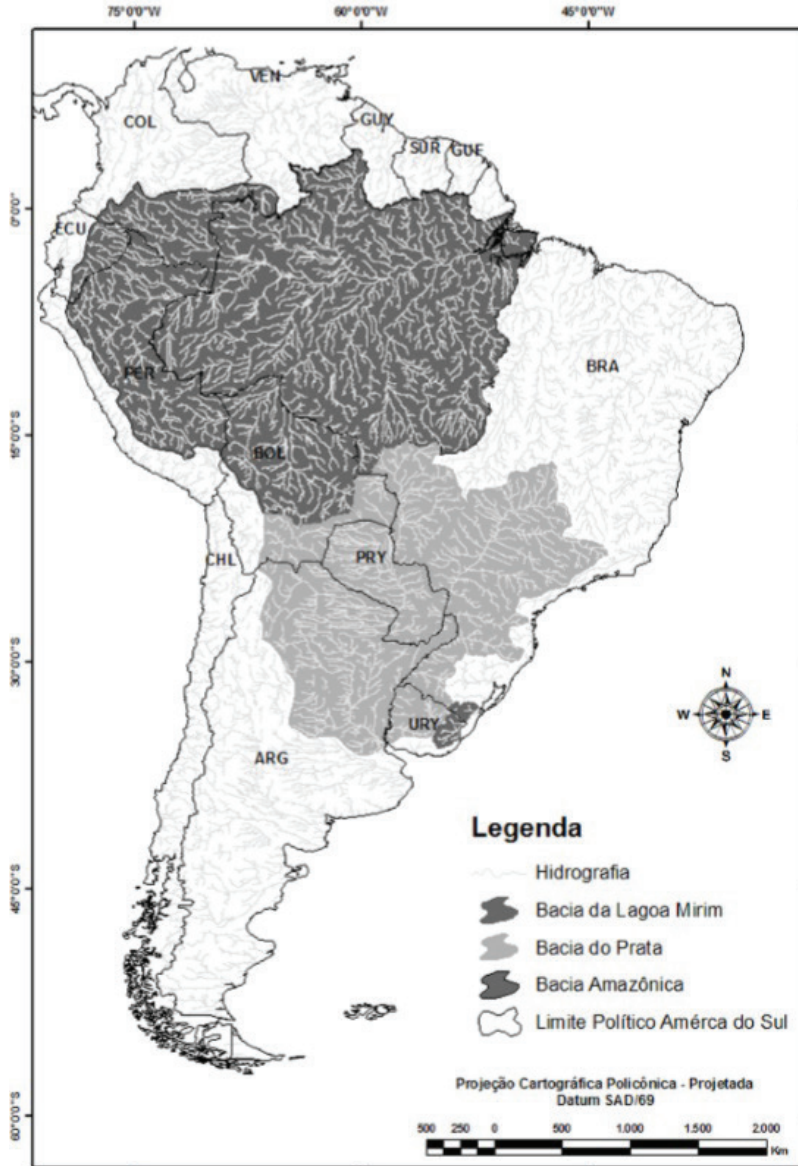 75°0'0"W 60°0'0"W 45°0'0"W
VEN
COL
GUY
SUR
GUF
0°0'0"
ECU
PER
BRA
15°0'0"S
BOL
CHL
PRY
30°0'0"S
N
W E
S
URY
ARG
Legenda
Hidrografia
45°0'0"S
Bacia da Lagoa Mirim
Bacia do Prata
Bacia Amazônica
Limite Político Amérca do Sul
Projeção Cartográfica Policônica - Projetada
Datum SAD/69
60°0'0"S
500 250 0 500 1.000 1.500 2.000
Km